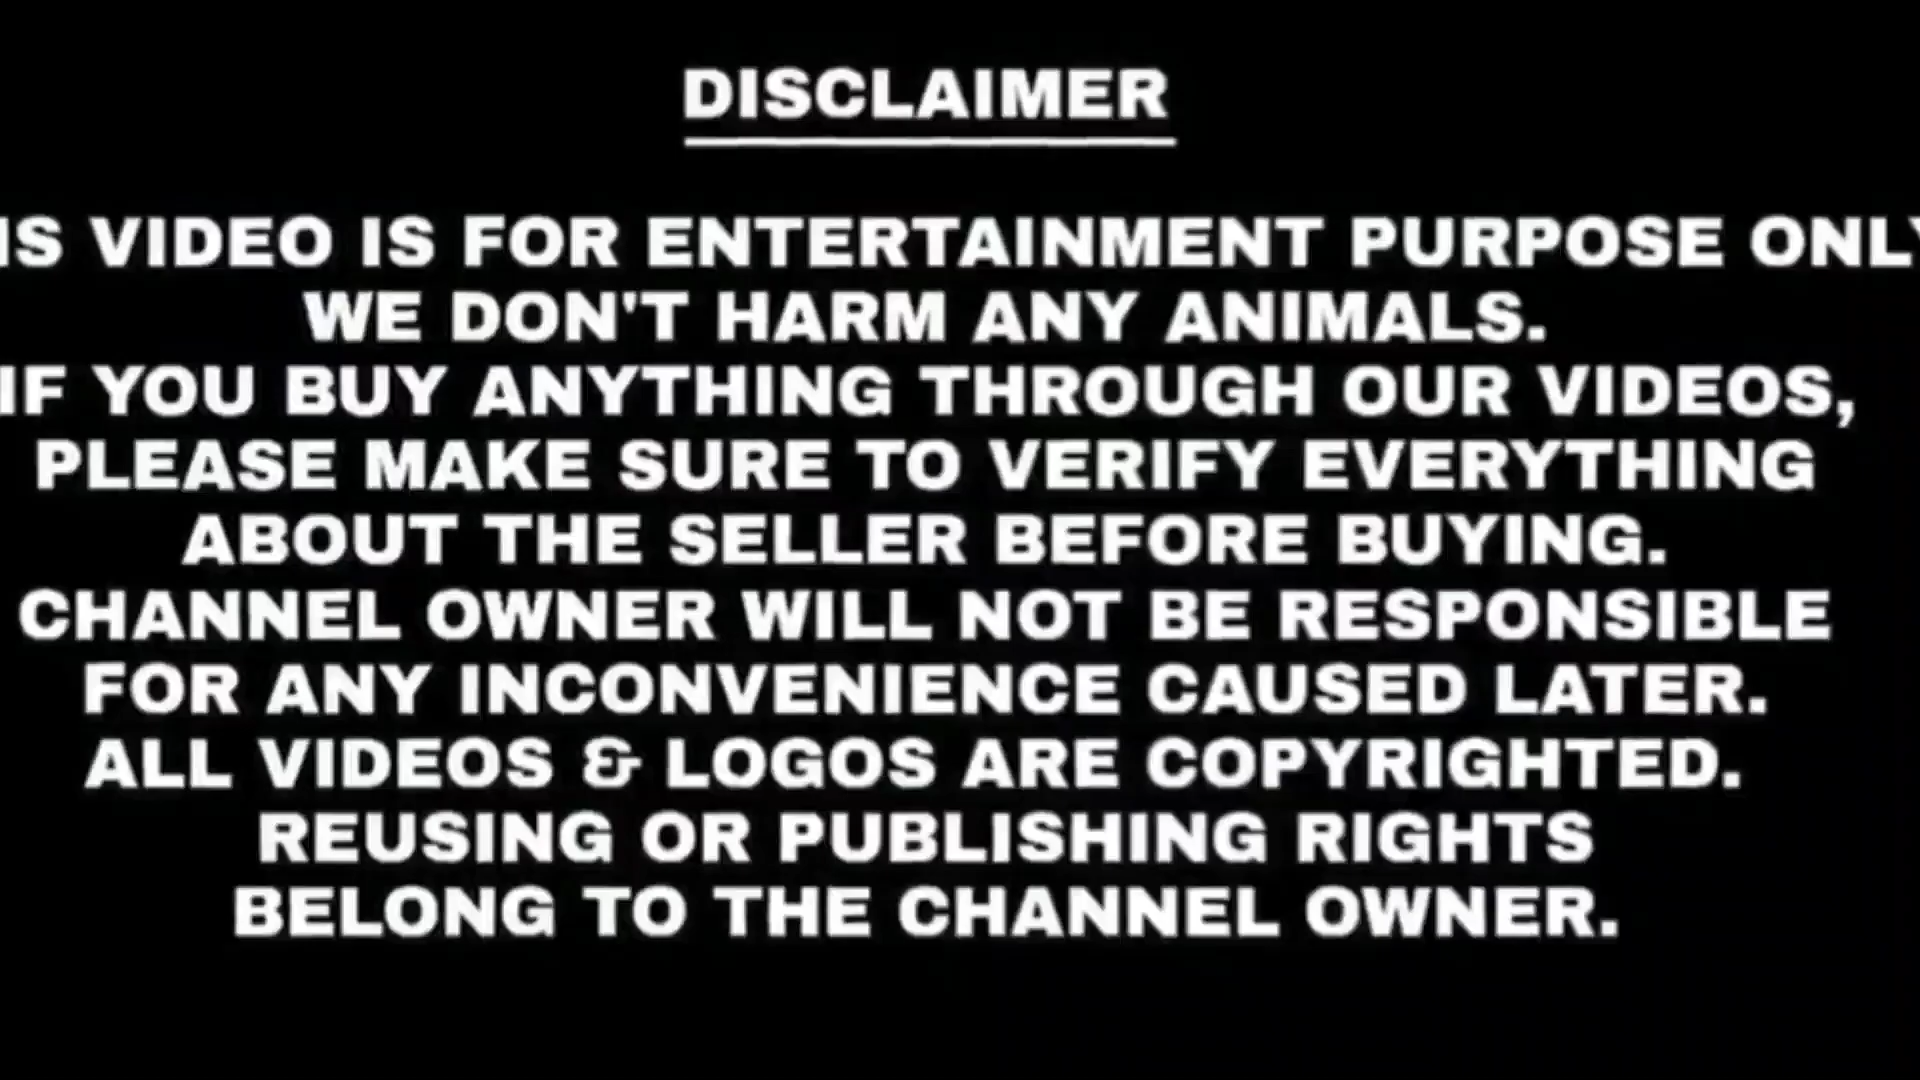 DISCLAIMER
IS VIDEO IS FOR ENTERTAINMENT PURPOSE ONLY
WE DON'T HARM ANY ANIMALS.
IF YOU BUY ANYTHING THROUGH OUR VIDEOS,
PLEASE MAKE SURE TO VERIFY EVERYTHING
ABOUT THE SELLER BEFORE BUYING.
CHANNEL OWNER WILL NOT BE RESPONSIBLE
FOR ANY INCONVENIENCE CAUSED LATER.
ALL VIDEOS & LOGOS ARE COPYRIGHTED.
REUSING OR PUBLISHING RIGHTS
BELONG TO THE CHANNEL OWNER.